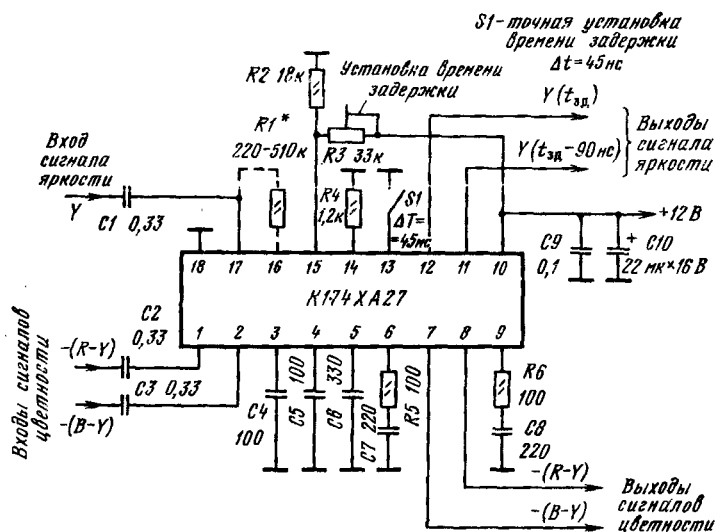 S1-точная установка
времени задержки
Δt=45нс
R2 18к
Установка времени
задержки
Y(tзд)
R1*
220-510к
R3 33к
Y(tзд-90нс)
Выходы
сигнала
яркости
Вход
сигнала
яркости
Y
C1 0,33
R4
1,2к
S1
ΔT=
=45нс
+12В
C9
0,1
+ C10
22мк×16В
18 17 16 15 14 13 12 11 10
К174ХА27
1 2 3 4 5 6 7 8 9
C2
0,33
-(R-Y)
C3 0,33
-(B-Y)
Входы сигналов
цветности
C4
100
C5 100
C6 330
C7 220
R5 100
R6
100
C8
220
-(R-Y)
-(B-Y)
Выходы
сигналов
цветности